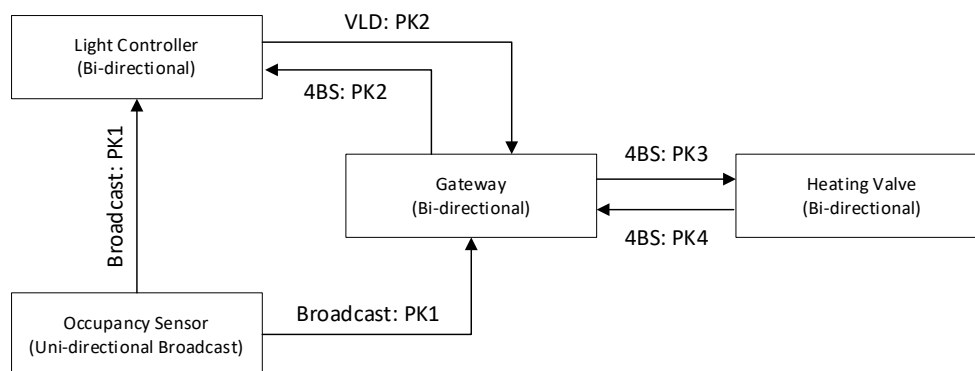 VLD: PK2
Light Controller
(Bi-directional)
4BS: PK2
Broadcast: PK1
4BS: PK3
Gateway
(Bi-directional)
Heating Valve
(Bi-directional)
4BS: PK4
Broadcast: PK1
Occupancy Sensor
(Uni-directional Broadcast)